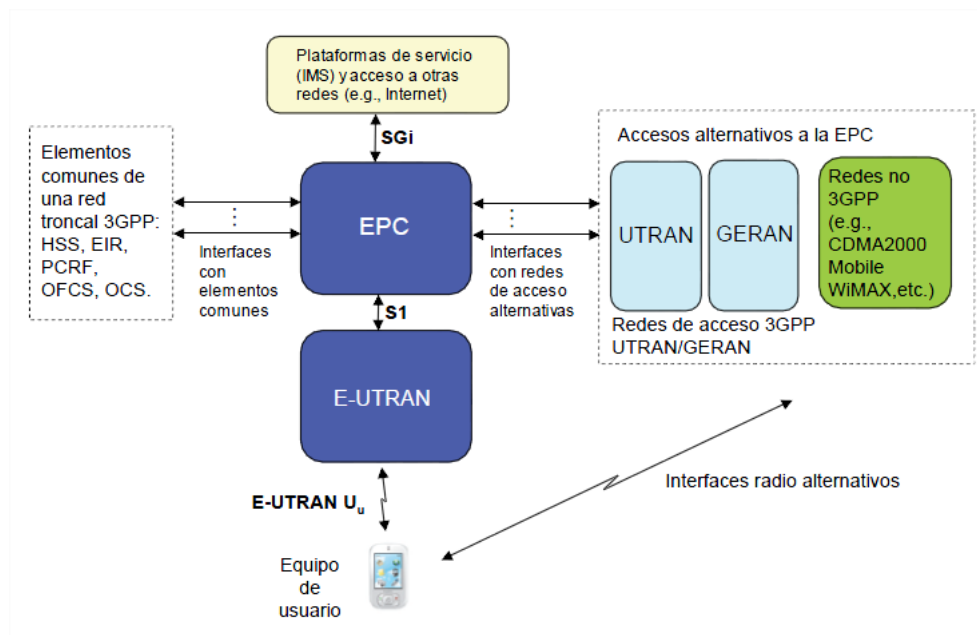 Plataformas de servicio
(IMS) y acceso a otras
redes (e.g., Internet)
SGi
Elementos
comunes de
una red
troncal 3GPP:
HSS, EIR,
PCRF,
OFCS, OCS.
Interfaces
con
elementos
comunes
EPC
Interfaces
con redes
de acceso
alternativas
Accesos alternativos a la EPC
UTRAN
GERAN
Redes no
3GPP
(e.g.,
CDMA2000
Mobile
WiMAX,etc.)
Redes de acceso 3GPP
UTRAN/GERAN
S1
E-UTRAN
E-UTRAN Uu
Interfaces radio alternativos
Equipo
de
usuario